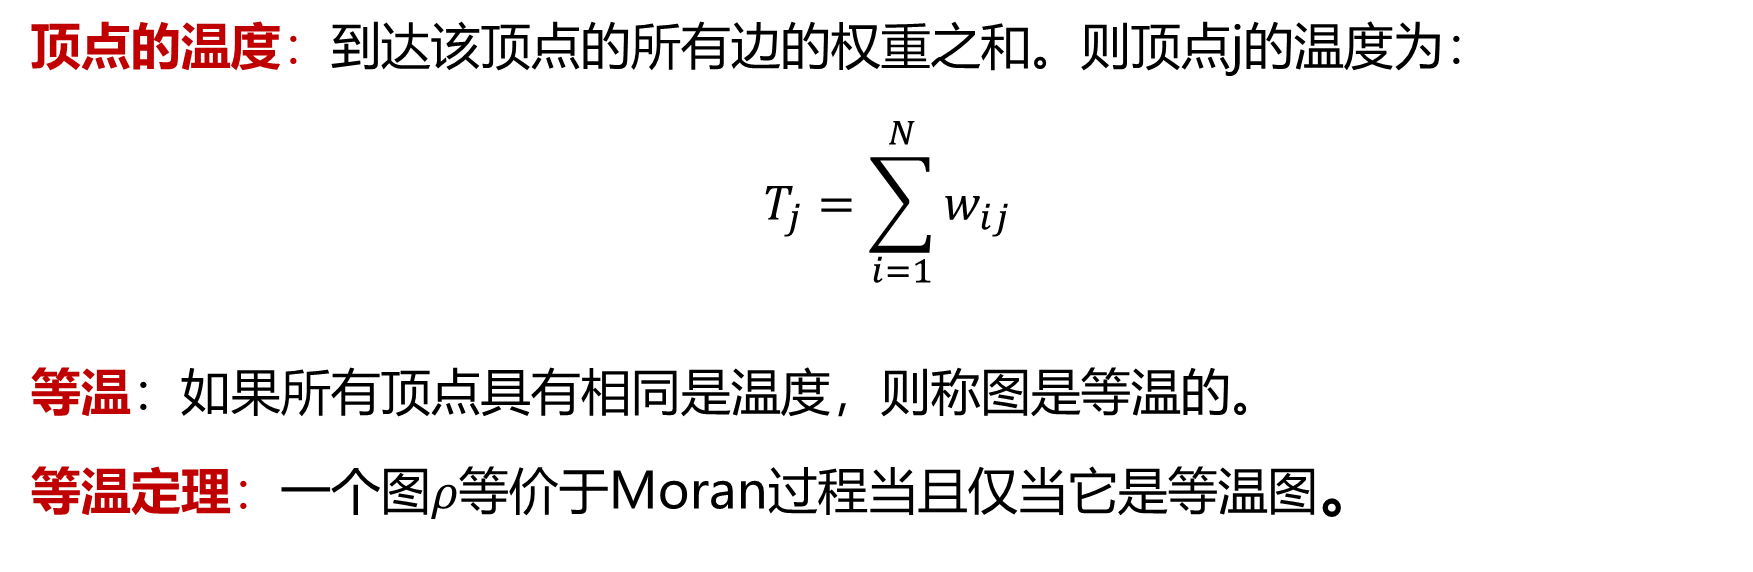 顶点的温度：到达该顶点的所有边的权重之和。则顶点j的温度为：
$T_j = \sum_{i=1}^{N} w_{ij}$
等温：如果所有顶点具有相同是温度，则称图是等温的。
等温定理：一个图ρ等价于Moran过程当且仅当它是等温图。